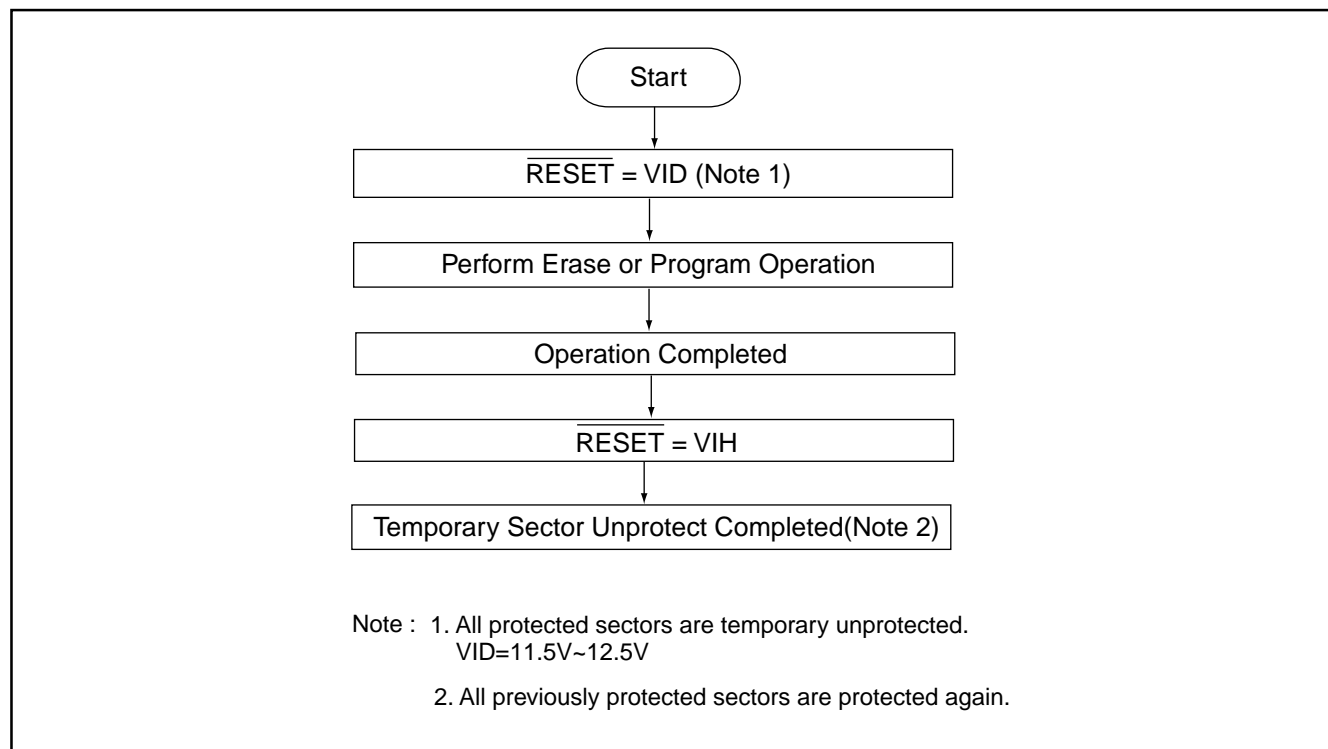 Start
RESET = VID (Note 1)
Perform Erase or Program Operation
Operation Completed
RESET = VIH
Temporary Sector Unprotect Completed(Note 2)
Note : 1. All protected sectors are temporary unprotected.
VID=11.5V~12.5V
2. All previously protected sectors are protected again.